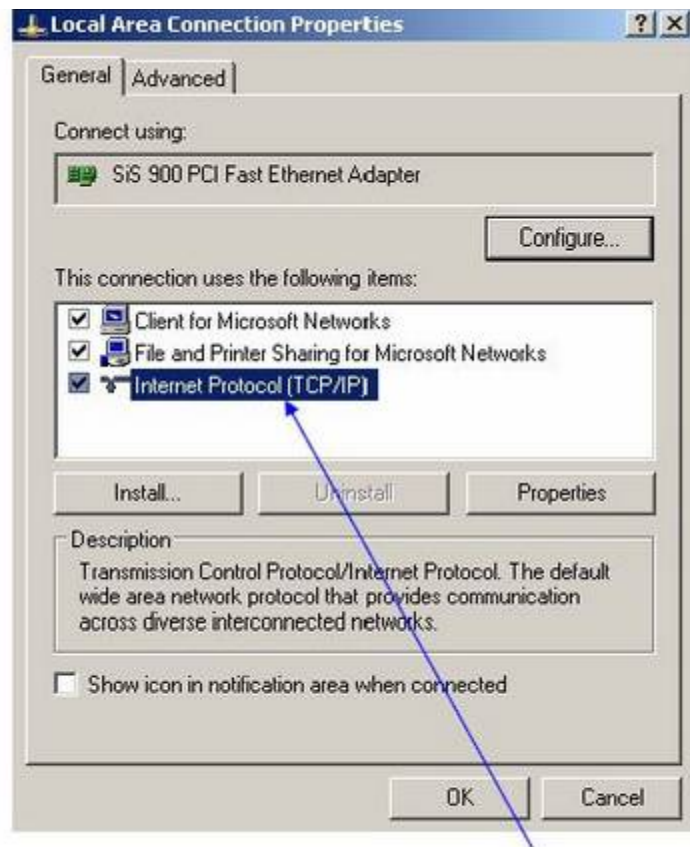 Local Area Connection Properties
General
Advanced
Connect using:
SiS 900 PCI Fast Ethernet Adapter
Configure...
This connection uses the following items:
Client for Microsoft Networks
File and Printer Sharing for Microsoft Networks
Internet Protocol (TCP/IP)
Install...
Uninstall
Properties
Description
Transmission Control Protocol/Internet Protocol. The default
wide area network protocol that provides communication
across diverse interconnected networks.
Show icon in notification area when connected
OK
Cancel